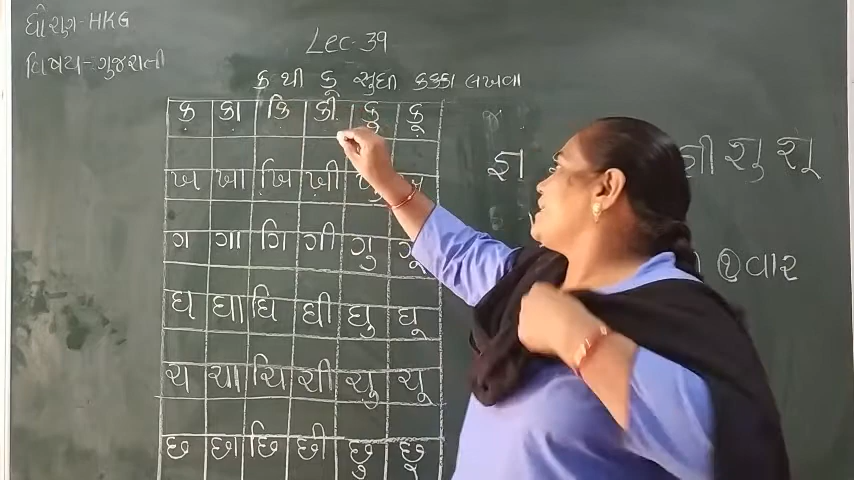 ધોરણ-HKG
વિષય-ગુજરાતી
Lec-39
ક થી કૂ સુધી કક્કા લખવા
ક કા કિ કી કુ કૂ
ખ ખા ખિ ખી
ગ ગા ગિ ગી ગુ ગૂ
ઘ ઘા ઘિ ઘી ઘુ ઘૂ
ચ ચા ચિ ચી ચુ ચૂ
છ છા છિ છી છુ છૂ
જ્ઞ
સુ સૂ
વાર